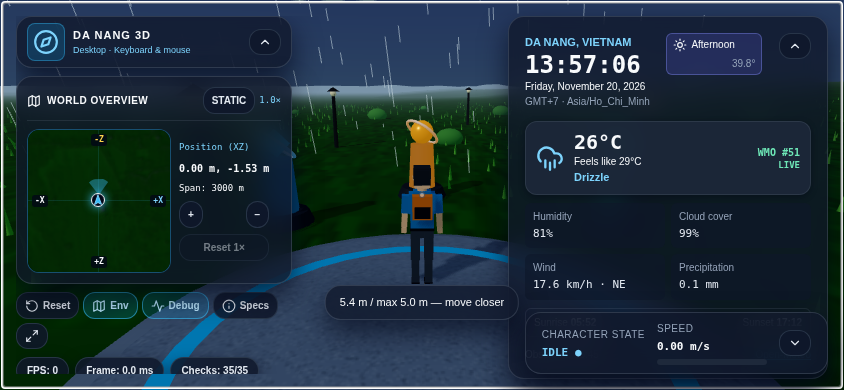 DA NANG 3D
Desktop · Keyboard & mouse
WORLD OVERVIEW
STATIC
1.0×
-Z
-X
+X
+Z
Position (XZ)
0.00 m, -1.53 m
Span: 3000 m
+
−
Reset 1×
Reset
Env
Debug
Specs
FPS: 0
Frame: 0.0 ms
Checks: 35/35
5.4 m / max 5.0 m — move closer
DA NANG, VIETNAM
13:57:06
Friday, November 20, 2026
GMT+7 · Asia/Ho_Chi_Minh
Afternoon
39.8°
26°C
Feels like 29°C
Drizzle
WMO #51
LIVE
Humidity
81%
Cloud cover
99%
Wind
17.6 km/h · NE
Precipitation
0.1 mm
CHARACTER STATE
IDLE
SPEED
0.00 m/s